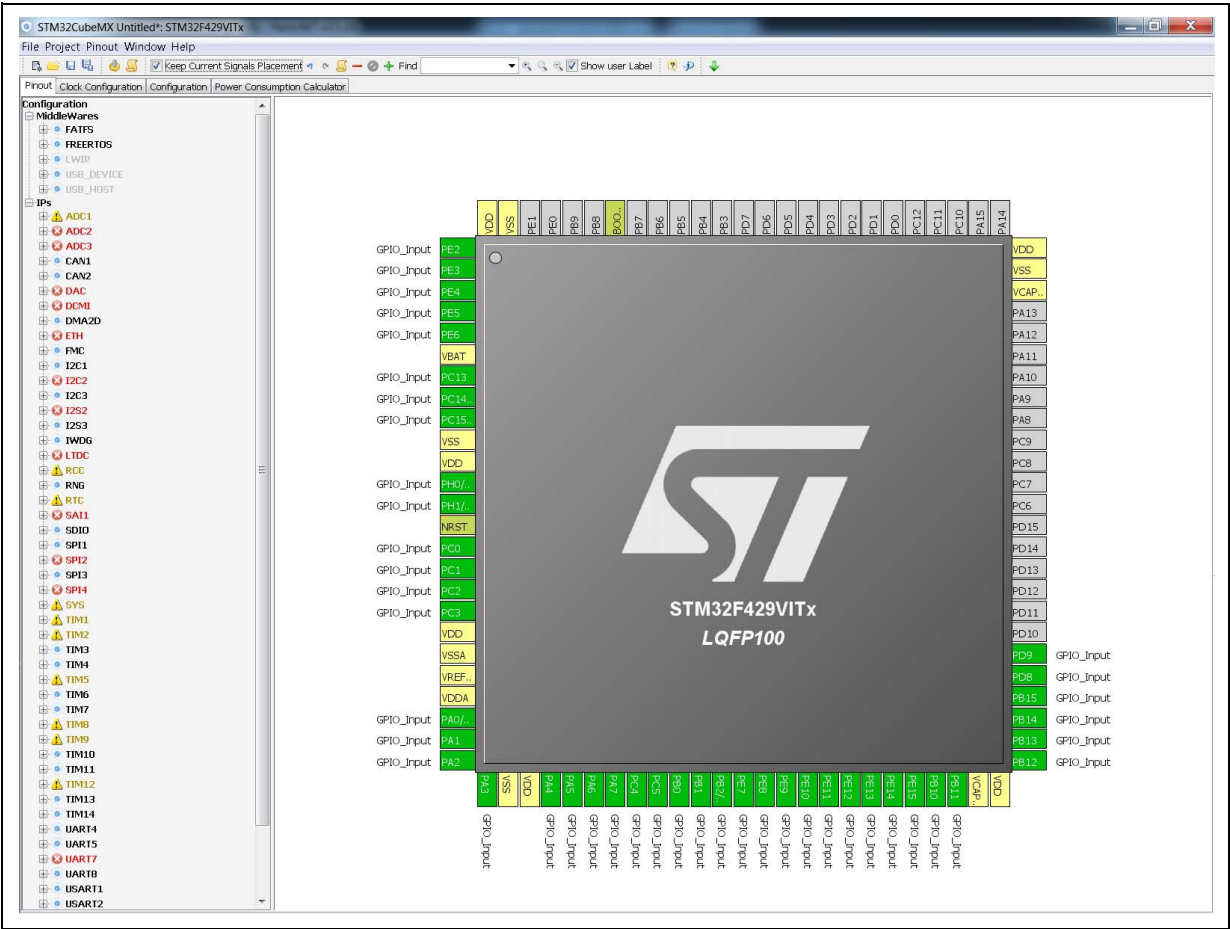 STM32CubeMX Untitled*: STM32F429VITx
File Project Pinout Window Help
Keep Current Signals Placement Find Show user Label
Pinout Clock Configuration Configuration Power Consumption Calculator
Configuration
MiddleWares
FATFS
FREERTOS
LWIP
USB_DEVICE
USB_HOST
IPs
ADC1
ADC2
ADC3
CAN1
CAN2
DAC
DCMI
DMA2D
ETH
FMC
I2C1
I2C2
I2C3
I2S2
I2S3
IWDG
LTDC
RCC
RNG
RTC
SAI1
SDIO
SPI1
SPI2
SPI3
SPI4
SYS
TIM1
TIM2
TIM3
TIM4
TIM5
TIM6
TIM7
TIM8
TIM9
TIM10
TIM11
TIM12
TIM13
TIM14
UART4
UART5
UART7
UART8
USART1
USART2
VDD VSS PE1 PE0 PB9 PB8 BOO.. PB7 PB6 PB5 PB4 PB3 PD7 PD6 PD5 PD4 PD3 PD2 PD1 PD0 PC12 PC11 PC10 PA15 PA14
GPIO_Input PE2
GPIO_Input PE3
GPIO_Input PE4
GPIO_Input PE5
GPIO_Input PE6
VBAT
GPIO_Input PC13
GPIO_Input PC14..
GPIO_Input PC15..
VSS
VDD
GPIO_Input PH0/..
GPIO_Input PH1/..
NRST
GPIO_Input PC0
GPIO_Input PC1
GPIO_Input PC2
GPIO_Input PC3
VDD
VSSA
VREF..
VDDA
GPIO_Input PA0/..
GPIO_Input PA1
GPIO_Input PA2
ST
STM32F429VITx
LQFP100
VDD
VSS
VCAP..
PA13
PA12
PA11
PA10
PA9
PA8
PC9
PC8
PC7
PC6
PD15
PD14
PD13
PD12
PD11
PD10
PD9 GPIO_Input
PD8 GPIO_Input
PB15 GPIO_Input
PB14 GPIO_Input
PB13 GPIO_Input
PB12 GPIO_Input
PA3 VSS VDD PA4 PA5 PA6 PA7 PC4 PC5 PB0 PB1 PB2/.. PE7 PE8 PE9 PE10 PE11 PE12 PE13 PE14 PE15 PB10 PB11 VCAP.. VDD
GPIO_Input GPIO_Input GPIO_Input GPIO_Input GPIO_Input GPIO_Input GPIO_Input GPIO_Input GPIO_Input GPIO_Input GPIO_Input GPIO_Input GPIO_Input GPIO_Input GPIO_Input GPIO_Input GPIO_Input GPIO_Input GPIO_Input GPIO_Input GPIO_Input